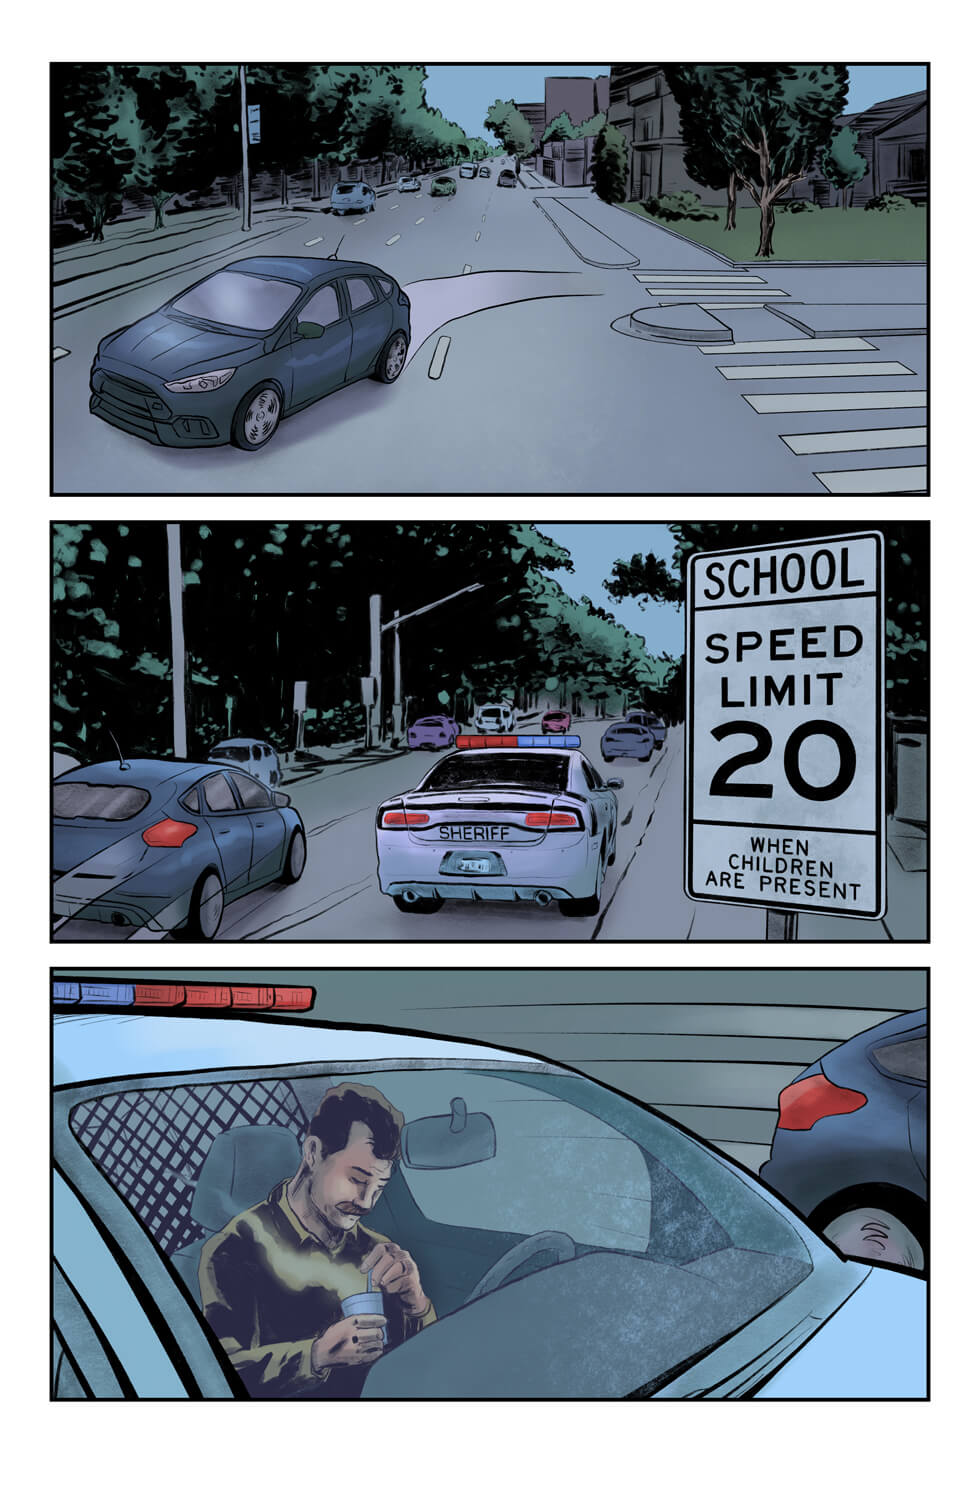 SCHOOL
SPEED
LIMIT
20
WHEN
CHILDREN
ARE PRESENT
SHERIFF